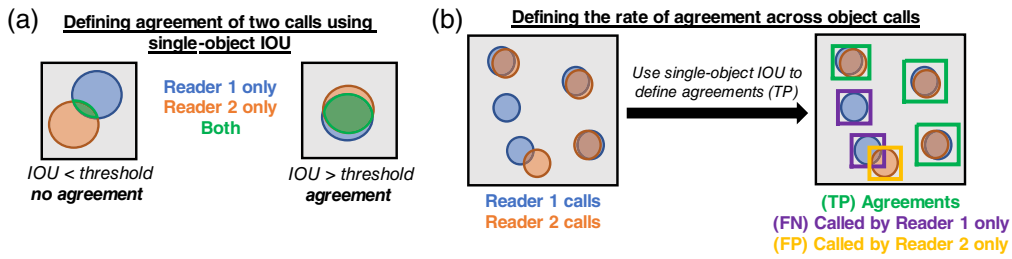 (a)
Defining agreement of two calls using
single-object IOU
Reader 1 only
Reader 2 only
Both
IOU < threshold
no agreement
IOU > threshold
agreement
(b)
Defining the rate of agreement across object calls
Use single-object IOU to
define agreements (TP)
Reader 1 calls
Reader 2 calls
(TP) Agreements
(FN) Called by Reader 1 only
(FP) Called by Reader 2 only